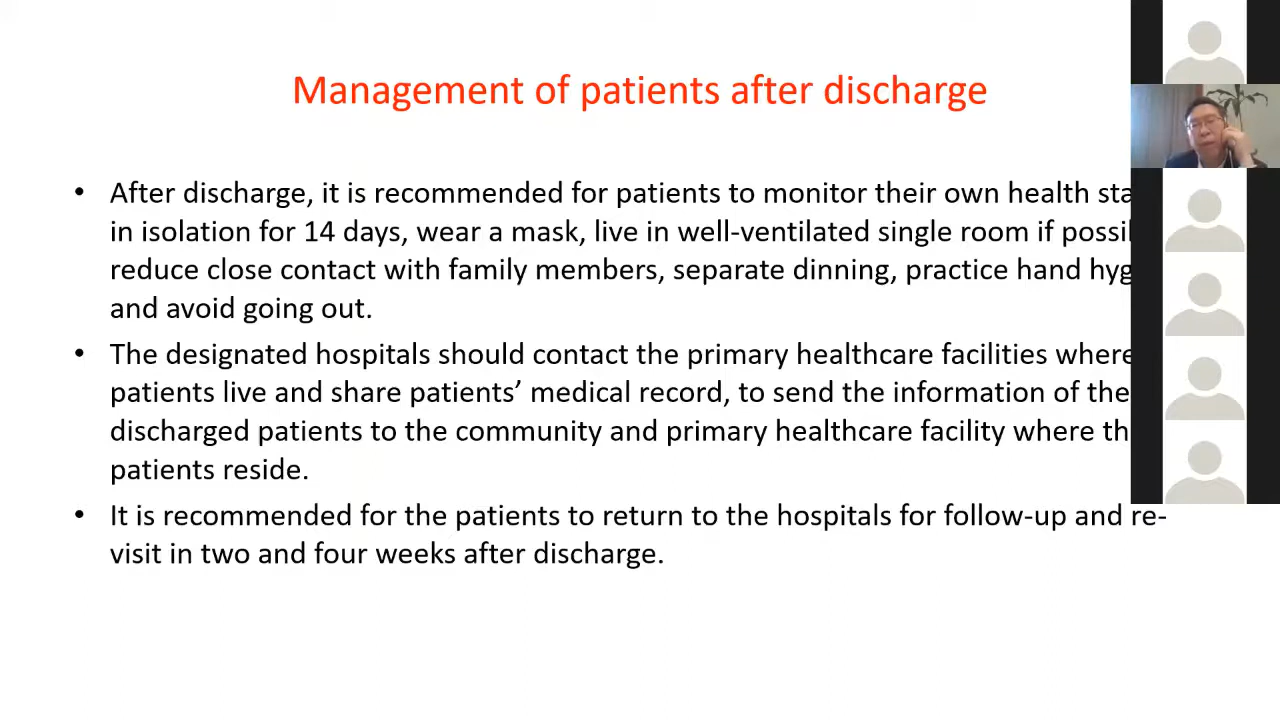 Management of patients after discharge
• After discharge, it is recommended for patients to monitor their own health
in isolation for 14 days, wear a mask, live in well-ventilated single room if
reduce close contact with family members, separate dinning, practice hand
and avoid going out.
• The designated hospitals should contact the primary healthcare facilities where
patients live and share patients’ medical record, to send the information of the
discharged patients to the community and primary healthcare facility where
patients reside.
• It is recommended for the patients to return to the hospitals for follow-up and re-
visit in two and four weeks after discharge.